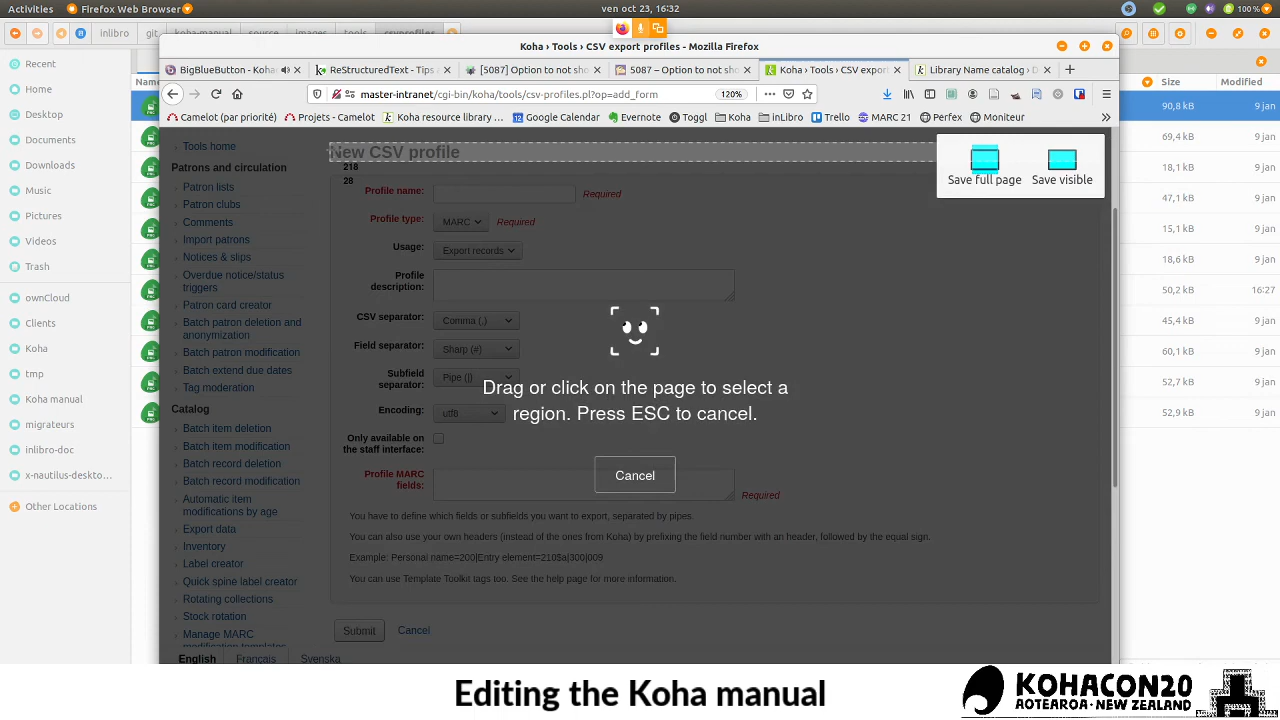 Activities Firefox Web Browser ven oct 23, 16:32 100%
inlibro git koha-manual source images tools csvprofiles
Koha › Tools › CSV export profiles - Mozilla Firefox
BigBlueButton - Koha ReStructuredText - Tips [5087] Option to not sho 5087 – Option to not sho Koha › Tools › CSV export Library Name catalog › D
master-intranet/cgi-bin/koha/tools/csv-profiles.pl?op=add_form 120%
Camelot (par priorité) Projets - Camelot Koha resource library ... Google Calendar Evernote Toggl Koha inLibro Trello MARC 21 Perfex Moniteur
Recent
Home
Desktop
Documents
Downloads
Music
Pictures
Videos
Trash
ownCloud
Clients
Koha
tmp
Koha manual
migrateurs
inlibro-doc
x-nautilus-deskto...
Other Locations
Tools home
Patrons and circulation
Patron lists
Patron clubs
Comments
Import patrons
Notices & slips
Overdue notice/status
triggers
Patron card creator
Batch patron deletion and
anonymization
Batch patron modification
Batch extend due dates
Tag moderation
Catalog
Batch item deletion
Batch item modification
Batch record deletion
Batch record modification
Automatic item
modifications by age
Export data
Inventory
Label creator
Quick spine label creator
Rotating collections
Stock rotation
Manage MARC
modification templates
English Français Svenska
New CSV profile
218
28
Profile name: Required
Profile type: MARC Required
Usage: Export records
Profile
description:
CSV separator: Comma (,)
Field separator: Sharp (#)
Subfield
separator: Pipe (|)
Encoding: utf8
Only available on
the staff interface:
Profile MARC
fields: Required
You have to define which fields or subfields you want to export, separated by pipes.
You can also use your own headers (instead of the ones from Koha) by prefixing the field number with an header, followed by the equal sign.
Example: Personal name=200|Entry element=210$a|300|009
You can use Template Toolkit tags too. See the help page for more information.
Submit Cancel
Drag or click on the page to select a
region. Press ESC to cancel.
Cancel
Save full page Save visible
Size Modified
90,8 kB 9 jan
69,4 kB 9 jan
18,1 kB 9 jan
47,1 kB 9 jan
15,1 kB 9 jan
18,6 kB 9 jan
50,2 kB 16:27
45,4 kB 9 jan
60,1 kB 9 jan
52,7 kB 9 jan
52,9 kB 9 jan
Editing the Koha manual
KOHACON20
AOTEAROA · NEW ZEALAND